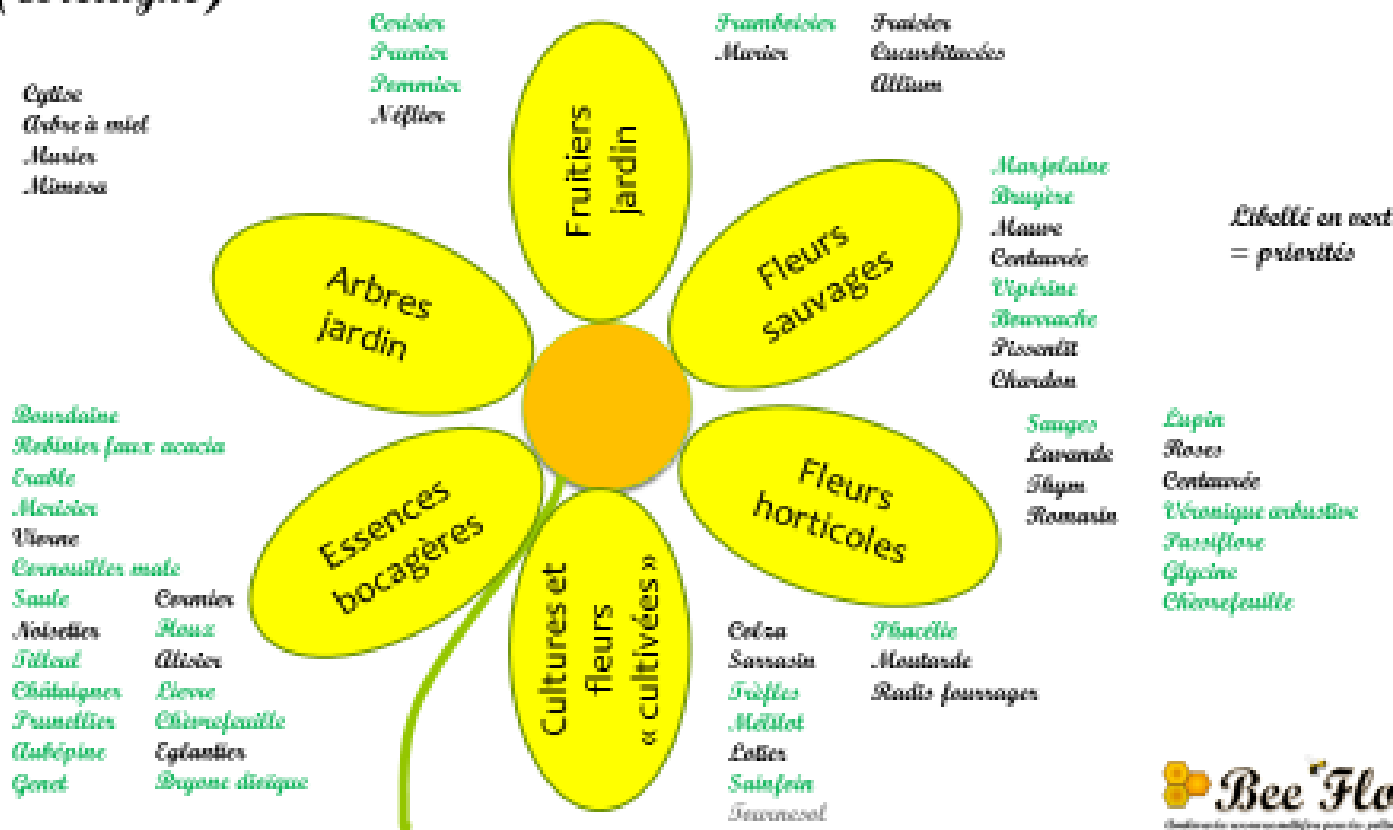 Cerisier
Prunier
Pommier
Néflier
Framboisier
Murier
Fraisier
Cucurbitacées
Allium
Cytise
Arbre à miel
Murier
Mimosa
Fruitiers
jardin
Marjolaine
Bruyère
Mauve
Centaurée
Vipérine
Bourrache
Pissenlit
Chardon
Libellé en vert
= priorités
Fleurs
sauvages
Arbres
jardin
Bourdaine
Robinier faux acacia
Erable
Merisier
Viorne
Cornouiller male
Saule
Noisetier
Tilleul
Châtaigner
Prunellier
Aubépine
Genet
Cormier
Houx
Alisier
Lierre
Chèvrefeuille
Eglantier
Bryone dioïque
Essences
bocagères
Fleurs
horticoles
Sauges
Lavande
Thym
Romarin
Lupin
Roses
Centaurée
Véronique arbustive
Passiflore
Glycine
Chèvrefeuille
Cultures et
fleurs
« cultivées »
Colza
Sarrasin
Trèfles
Mélilot
Lotier
Sainfoin
Tournesol
Phacélie
Moutarde
Radis fourrager
Bee Flo